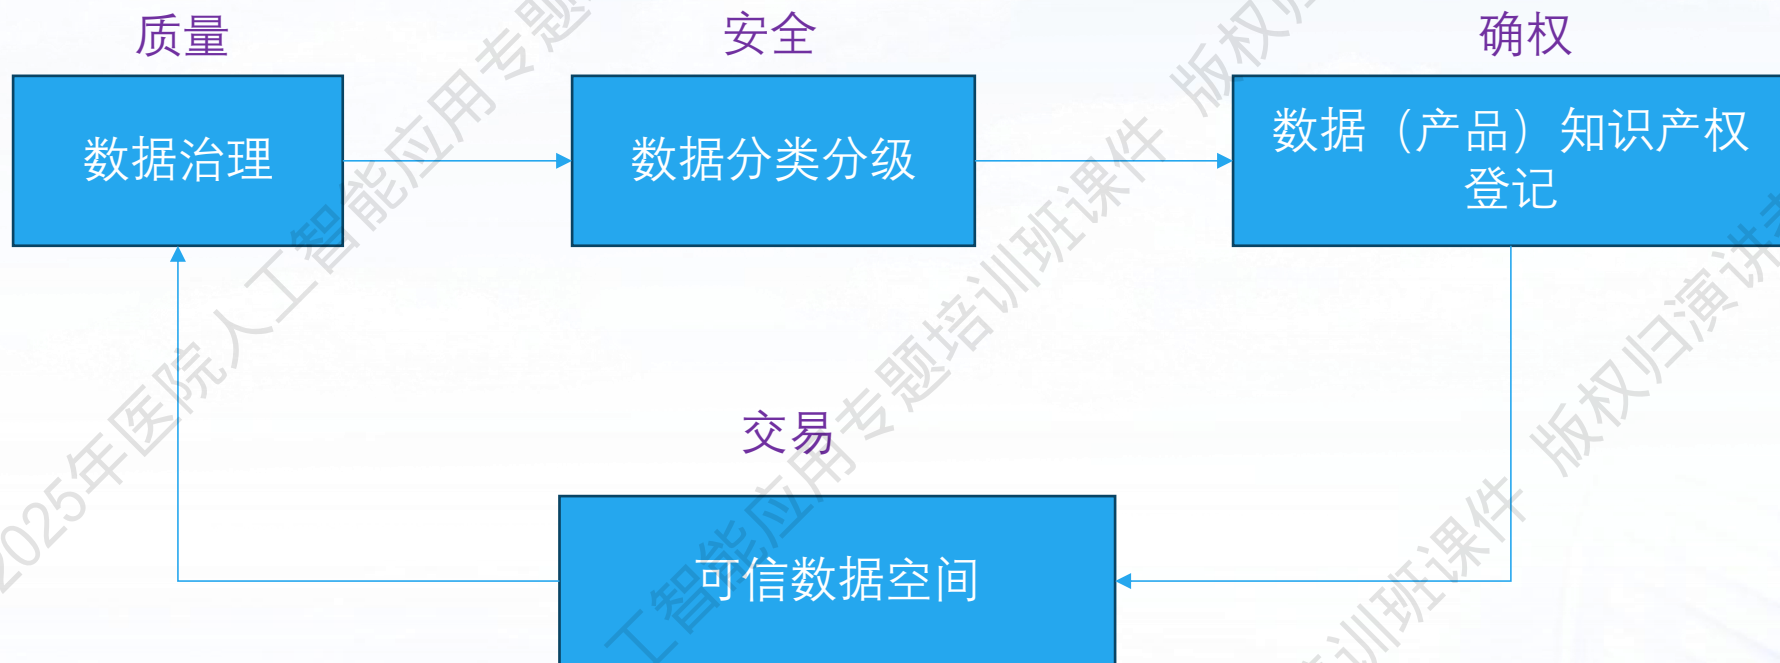 质量
安全
确权
数据治理
数据分类分级
数据（产品）知识产权
登记
交易
可信数据空间
2025年医院人工智能应用专题
工智能应用专题培训班课件 版权归
训班课件 版权归演讲者